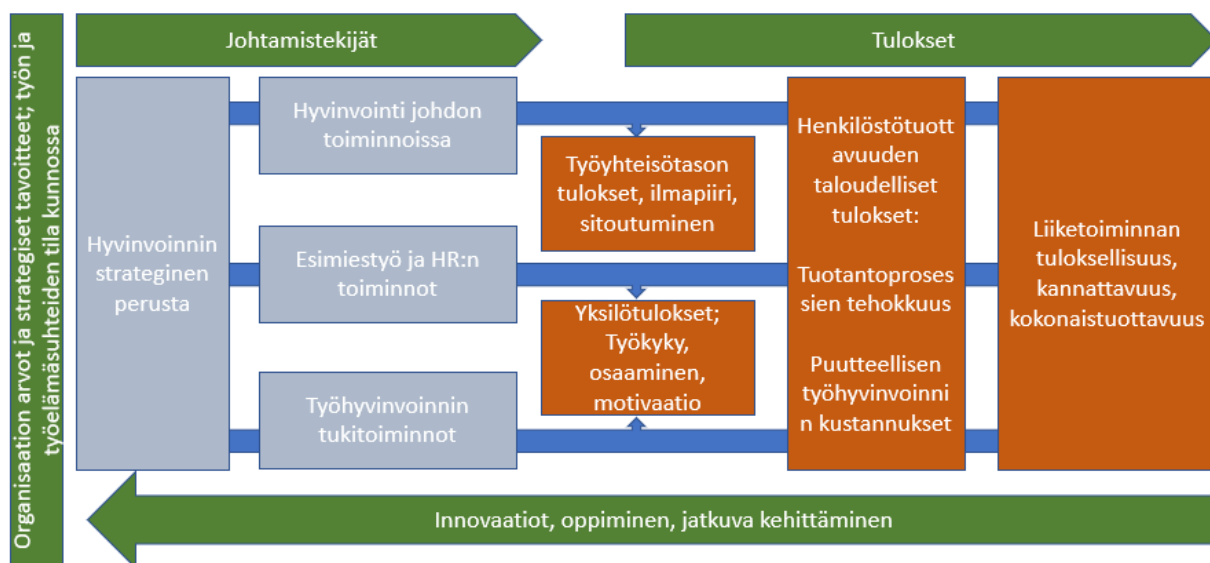 Organisaation arvot ja strategiset tavoitteet; työn ja
työelämäsuhteiden tila kunnossa
Johtamistekijät
Tulokset
Hyvinvoinnin
strateginen
perusta
Hyvinvointi johdon
toiminnoissa
Esimiestyö ja HR:n
toiminnot
Työhyvinvoinnin
tukitoiminnot
Työyhteisötason
tulokset, ilmapiiri,
sitoutuminen
Yksilötulokset;
Työkyky,
osaaminen,
motivaatio
Henkilöstötuott
avuuden
taloudelliset
tulokset:
Tuotantoproses
sien tehokkuus
Puutteellisen
työhyvinvoinni
n kustannukset
Liiketoiminnan
tuloksellisuus,
kannattavuus,
kokonaistuottavuus
Innovaatiot, oppiminen, jatkuva kehittäminen